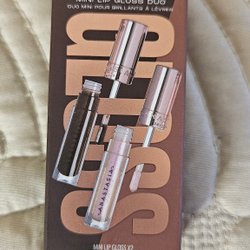 MINI LIP GLOSS DUO
DUO MINI POUR BRILLANTS À LÈVRES
GLOSS
ANASTASIA
MINI LIP GLOSS X2